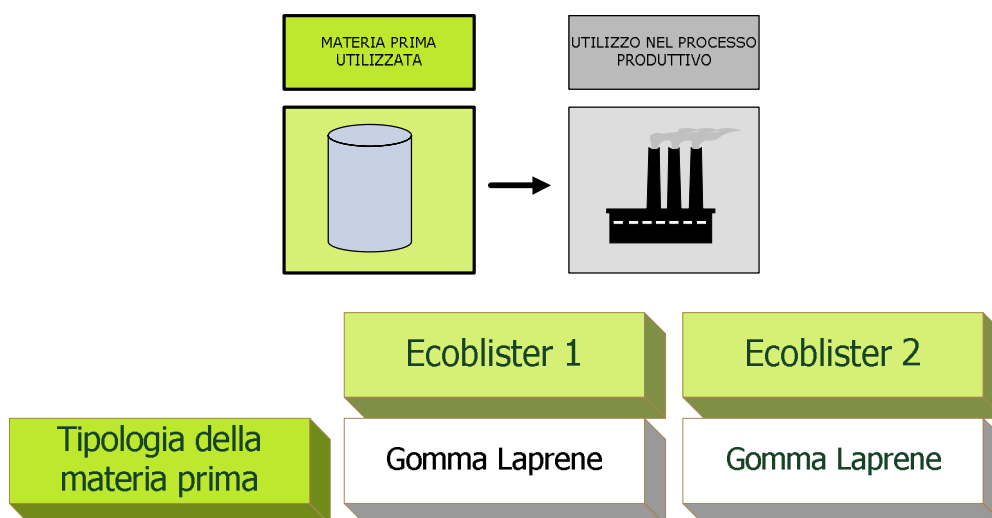 MATERIA PRIMA
UTILIZZATA
UTILIZZO NEL PROCESSO
PRODUTTIVO
Ecoblister 1
Ecoblister 2
Tipologia della
materia prima
Gomma Laprene
Gomma Laprene